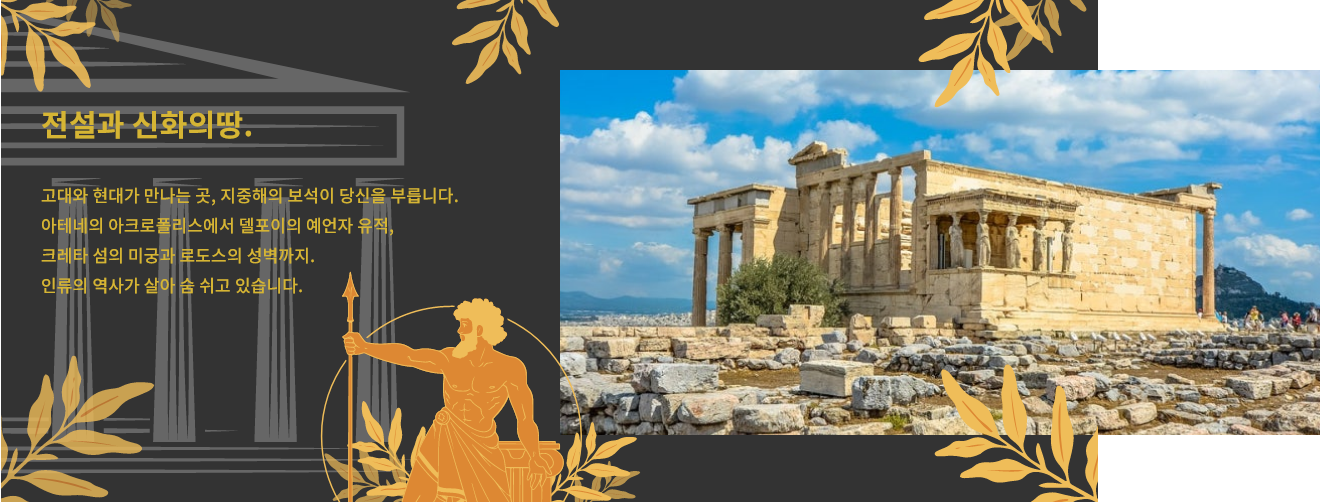 전설과 신화의땅.
고대와 현대가 만나는 곳, 지중해의 보석이 당신을 부릅니다.
아테네의 아크로폴리스에서 델포이의 예언자 유적,
크레타 섬의 미궁과 로도스의 성벽까지.
인류의 역사가 살아 숨 쉬고 있습니다.